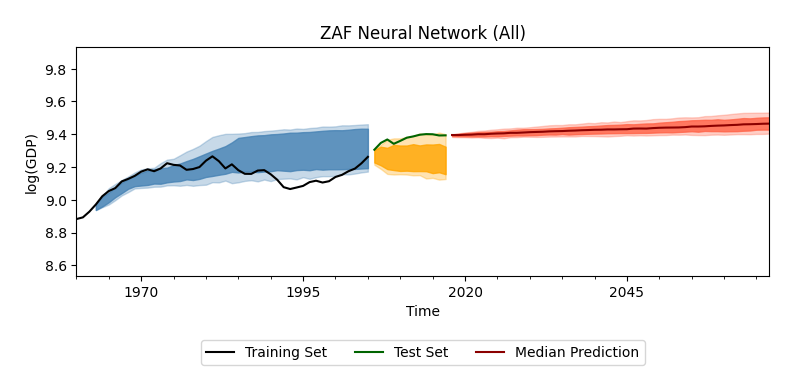 ZAF Neural Network (All)
log(GDP)
9.8
9.6
9.4
9.2
9.0
8.8
8.6
1970 1995 2020 2045
Time
Training Set Test Set Median Prediction